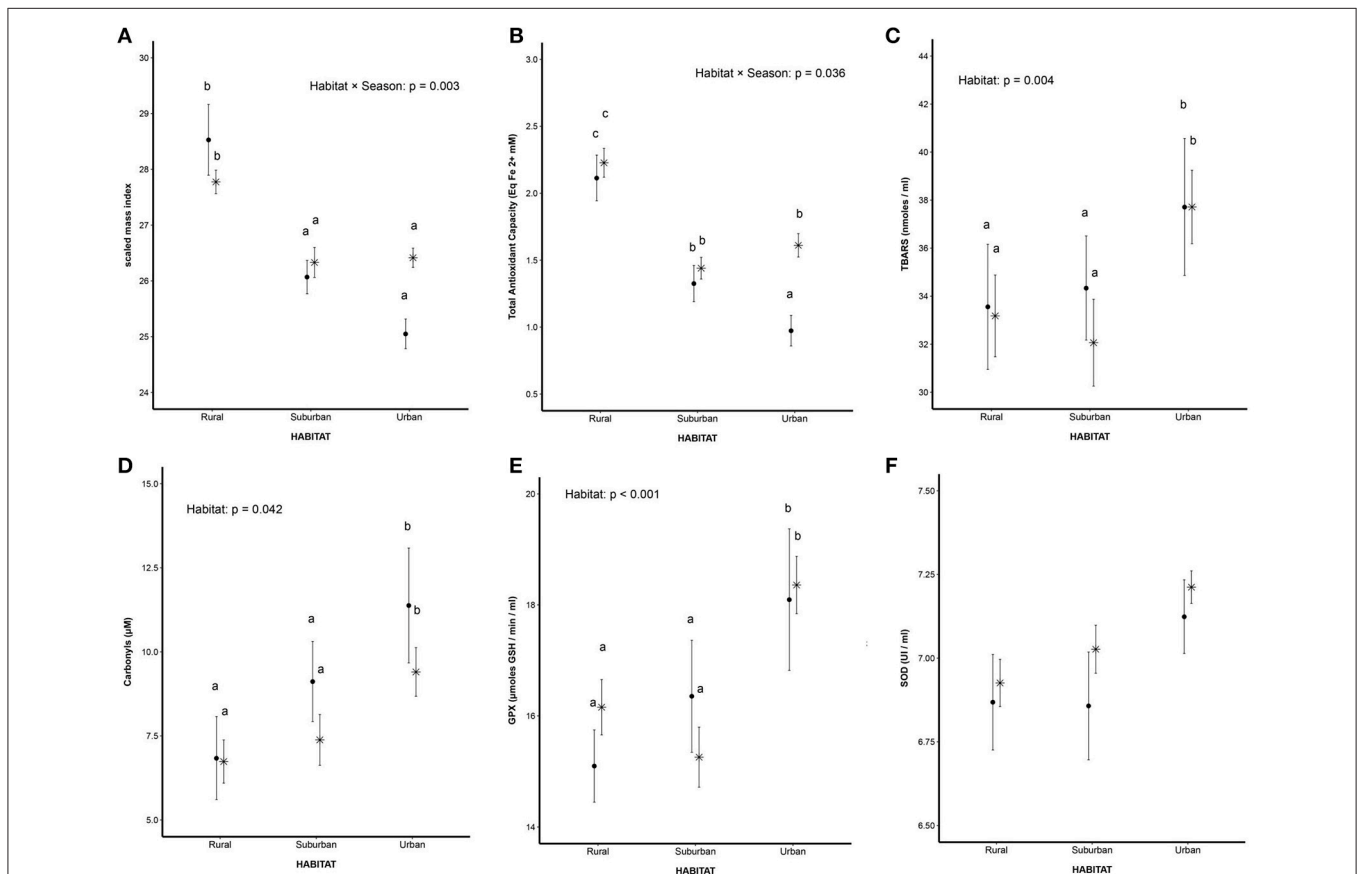 A
30
29
28
27
26
25
24
scaled mass index
Habitat × Season: p = 0.003
b
b
a
a
a
a
Rural
Suburban
Urban
HABITAT
B
3.0
2.5
2.0
1.5
1.0
0.5
Total Antioxidant Capacity (Eq Fe 2+ mM)
Habitat × Season: p = 0.036
c
c
b
b
b
a
Rural
Suburban
Urban
HABITAT
C
44
42
40
38
36
34
32
30
TBARS (nmoles / ml)
Habitat: p = 0.004
a
a
a
a
b
b
Rural
Suburban
Urban
HABITAT
D
15.0
12.5
10.0
7.5
5.0
Carbonyls (µM)
Habitat: p = 0.042
a
a
a
a
b
b
Rural
Suburban
Urban
HABITAT
E
20
18
16
14
GPX (µmoles GSH / min / ml)
Habitat: p < 0.001
a
a
a
a
b
b
Rural
Suburban
Urban
HABITAT
F
7.50
7.25
7.00
6.75
6.50
SOD (UI / ml)
Rural
Suburban
Urban
HABITAT